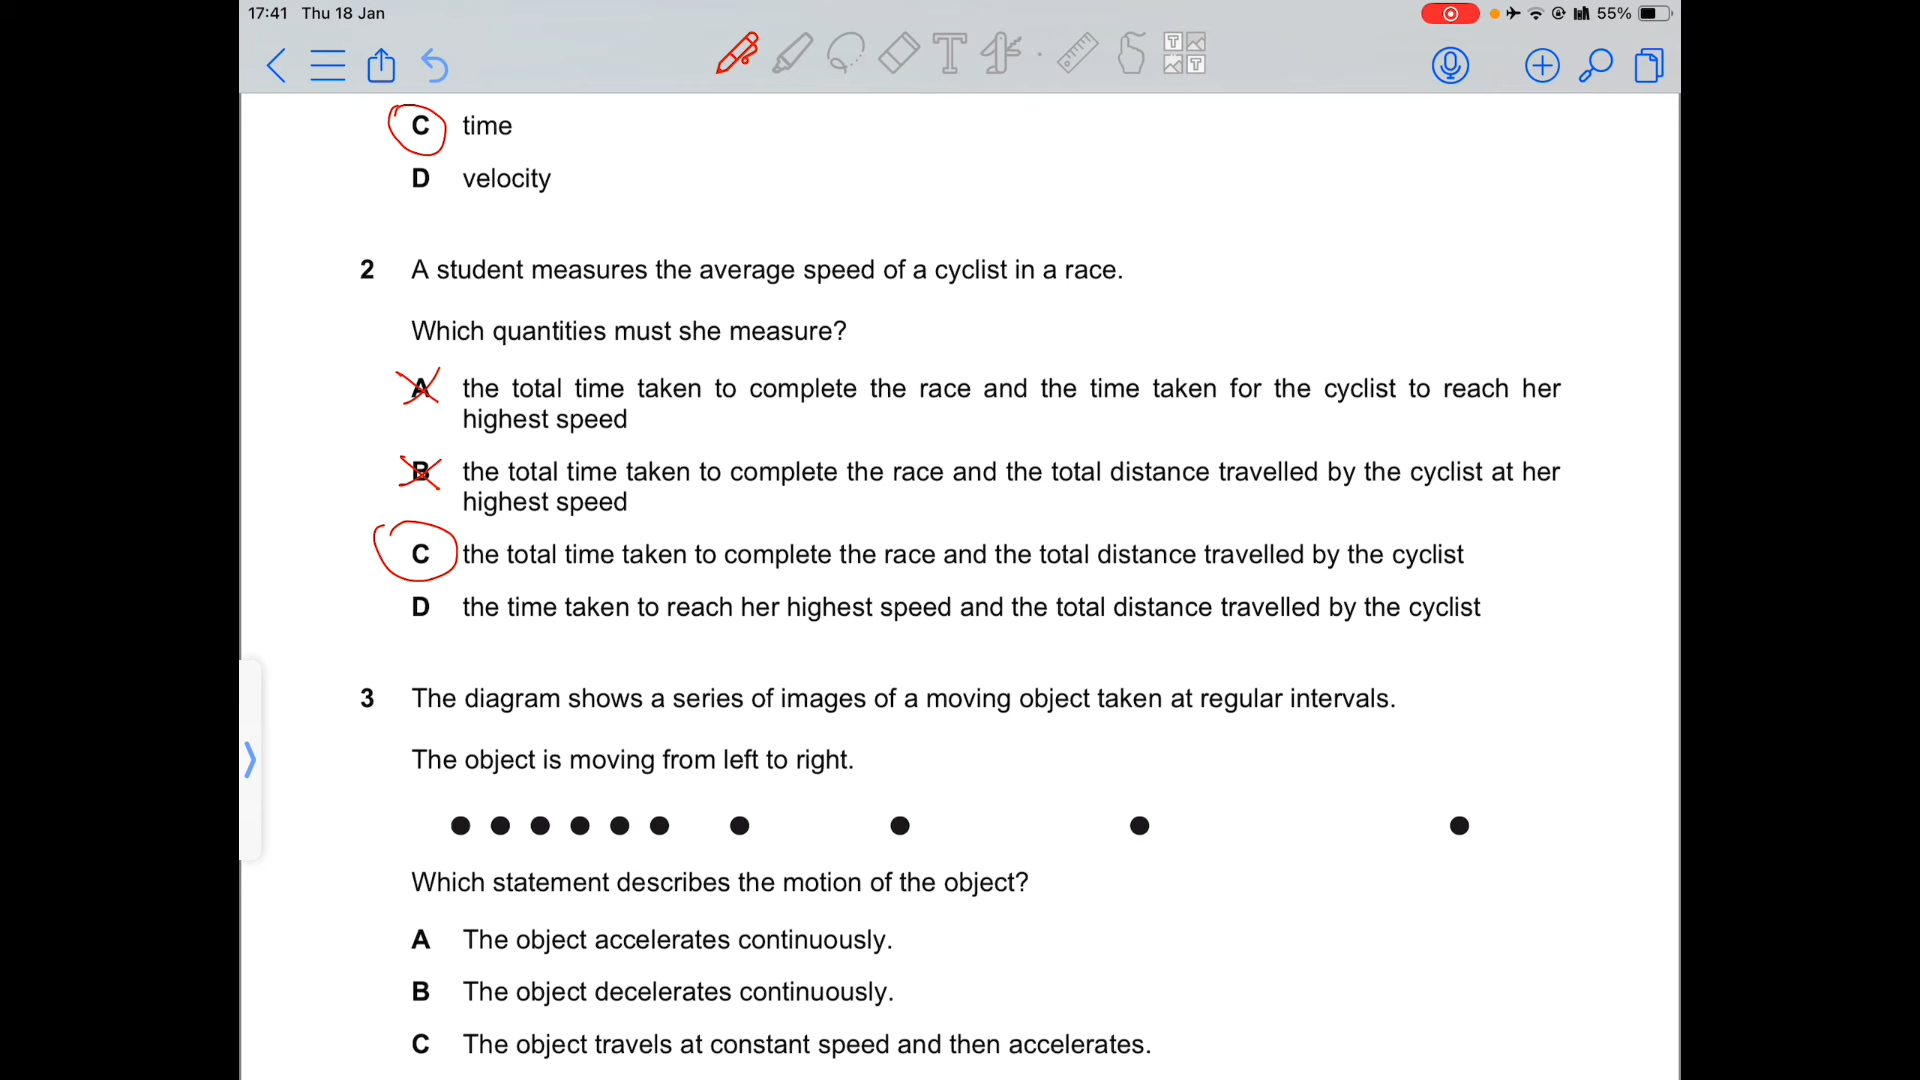 17:41 Thu 18 Jan
55%
C time
D velocity
2 A student measures the average speed of a cyclist in a race.
Which quantities must she measure?
A the total time taken to complete the race and the time taken for the cyclist to reach her
highest speed
B the total time taken to complete the race and the total distance travelled by the cyclist at her
highest speed
C the total time taken to complete the race and the total distance travelled by the cyclist
D the time taken to reach her highest speed and the total distance travelled by the cyclist
3 The diagram shows a series of images of a moving object taken at regular intervals.
The object is moving from left to right.
Which statement describes the motion of the object?
A The object accelerates continuously.
B The object decelerates continuously.
C The object travels at constant speed and then accelerates.